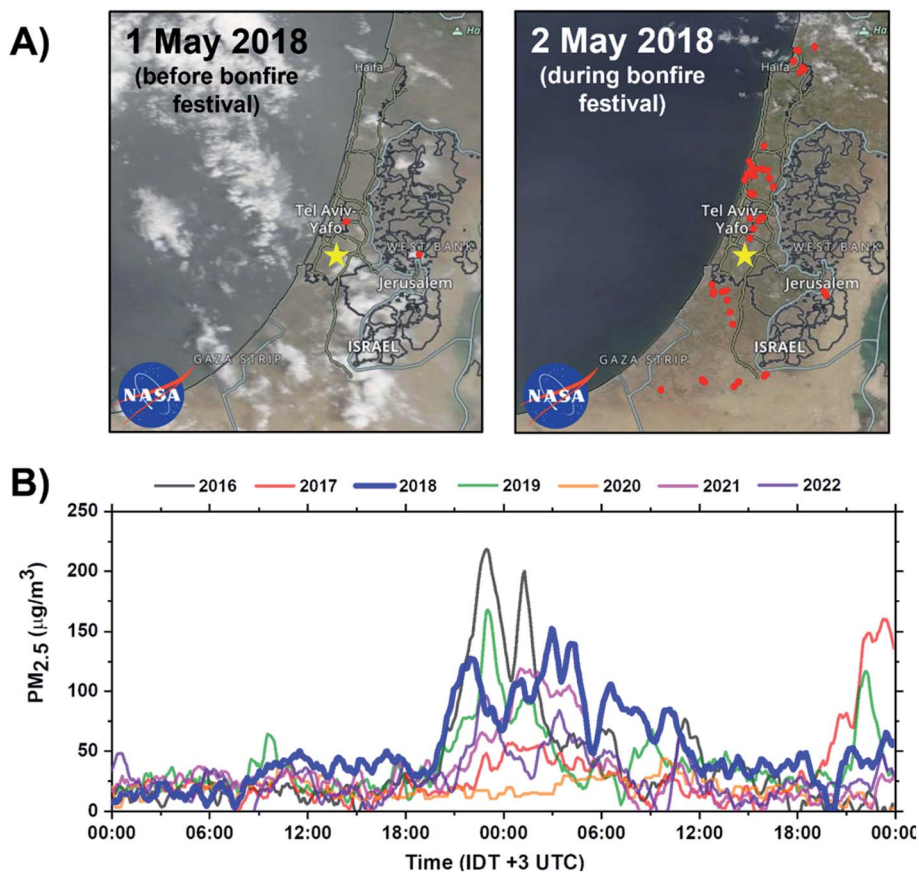 A)
1 May 2018
(before bonfire
festival)
Haifa
Tel Aviv-
Yafo
WEST BANK
Jerusalem
ISRAEL
GAZA STRIP
NASA
2 May 2018
(during bonfire
festival)
Haifa
Tel Aviv-
Yafo
WEST BANK
Jerusalem
ISRAEL
GAZA STRIP
NASA
B)
2016 2017 2018 2019 2020 2021 2022
PM2.5 (μg/m³)
250
200
150
100
50
0
00:00 06:00 12:00 18:00 00:00 06:00 12:00 18:00 00:00
Time (IDT +3 UTC)